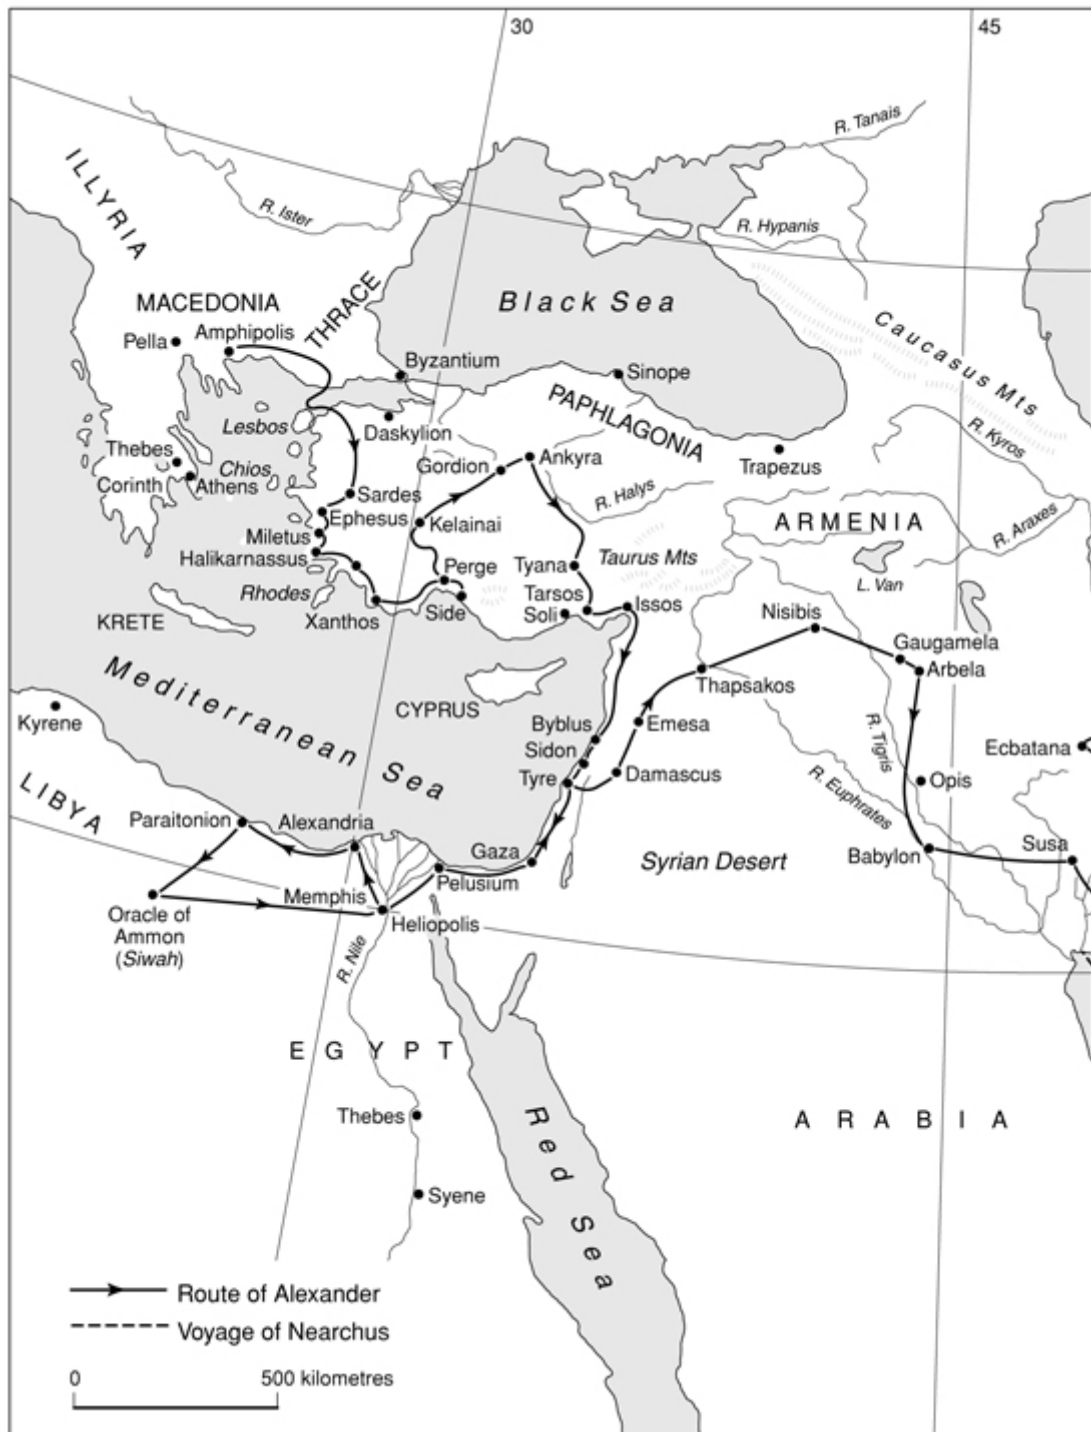 30
45
R. Tanais
ILLYRIA
R. Ister
R. Hypanis
MACEDONIA
THRACE
Black Sea
Caucasus Mts
Pella
Amphipolis
Byzantium
Sinope
PAPHLAGONIA
R. Kyros
Lesbos
Daskylion
Thebes
Chios
Gordion
Ankyra
Trapezus
Corinth
Athens
Sardes
R. Halys
Ephesus
Kelainai
ARMENIA
R. Araxes
Miletus
Halikarnassus
Perge
Tyana
Taurus Mts
L. Van
Rhodes
Tarsos
Issos
Nisibis
KRETE
Xanthos
Side
Soli
Gaugamela
Arbela
Mediterranean Sea
Thapsakos
Kyrene
CYPRUS
Byblus
Emesa
R. Tigris
Ecbatana
Sidon
LIBYA
Tyre
Damascus
R. Euphrates
Opis
Paraitonion
Alexandria
Gaza
Syrian Desert
Babylon
Susa
Memphis
Pelusium
Oracle of
Ammon
(Siwah)
Heliopolis
R. Nile
EGYPT
Thebes
Red Sea
ARABIA
Syene
Route of Alexander
Voyage of Nearchus
0
500 kilometres